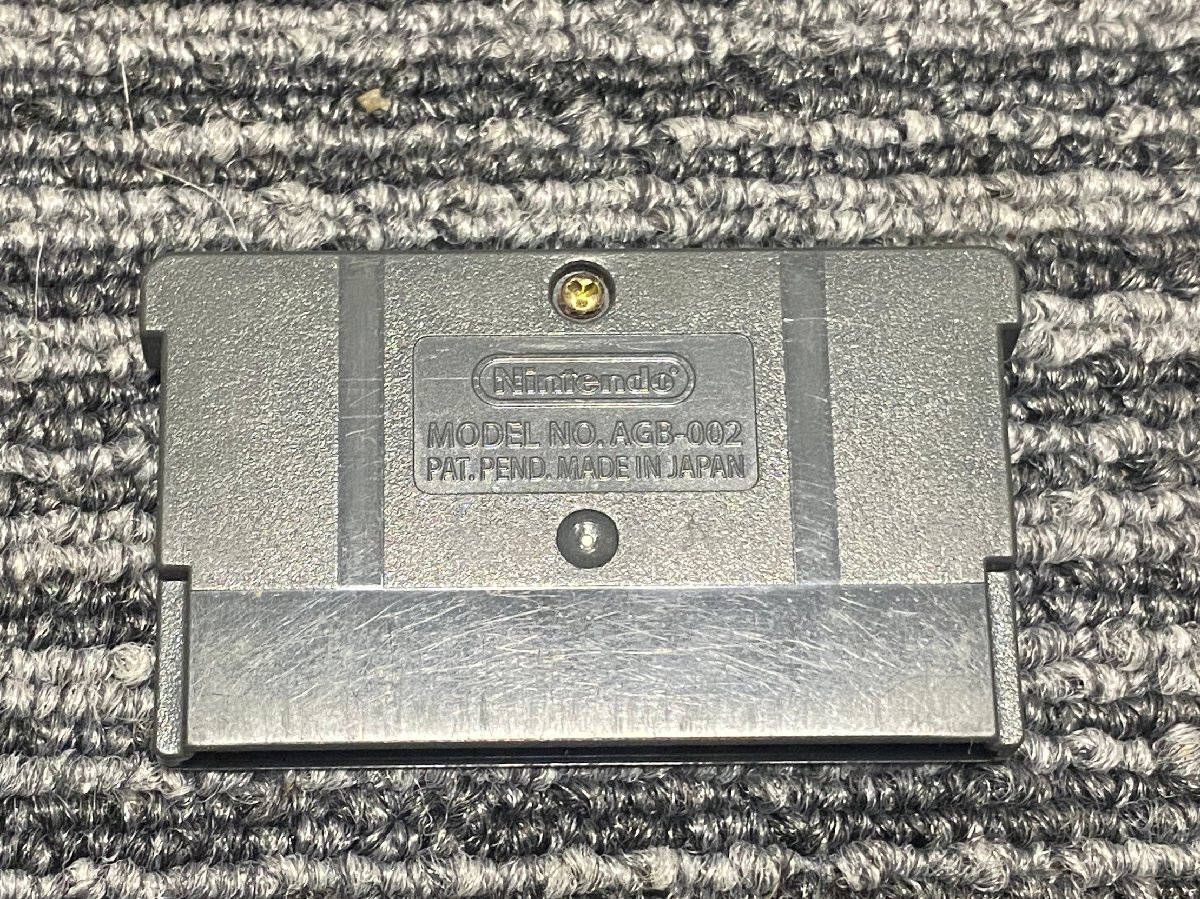 Nintendo®
MODEL NO. AGB-002
PAT. PEND. MADE IN JAPAN